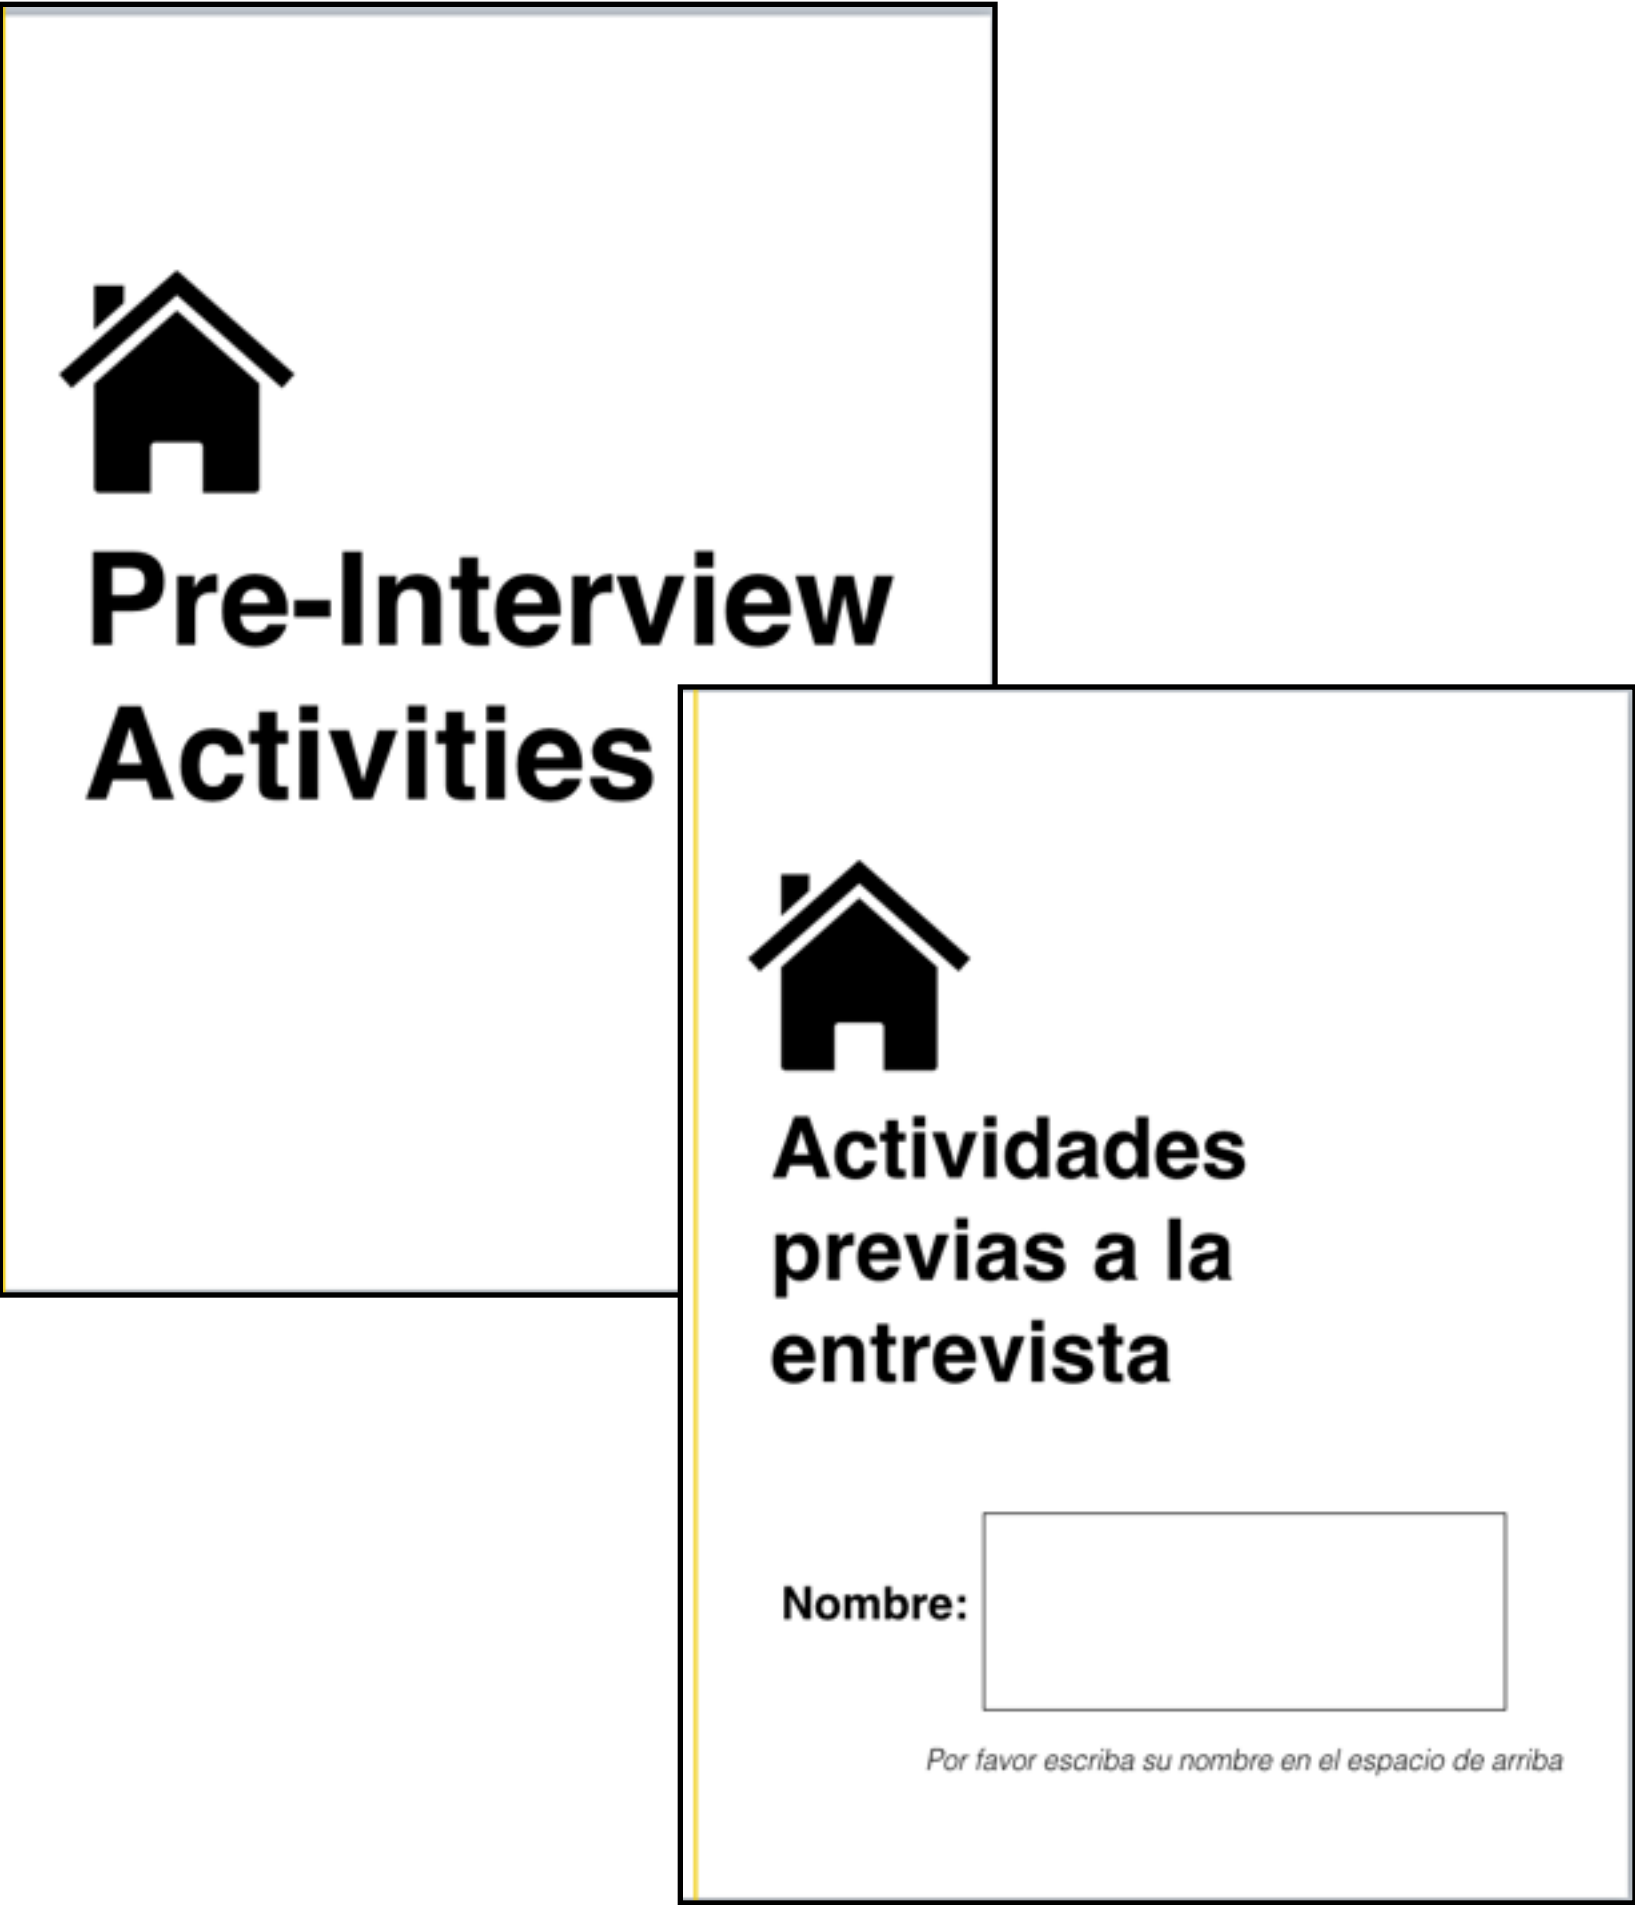 Pre-Interview
Activities
Actividades
previas a la
entrevista
Nombre:
Por favor escriba su nombre en el espacio de arriba